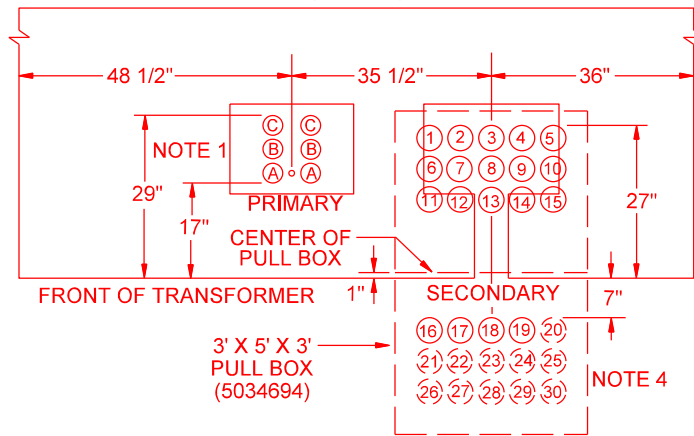 48 1/2" 35 1/2" 36"
C C
B B
A A
NOTE 1
29"
17"
PRIMARY
1 2 3 4 5
6 7 8 9 10
11 12 13 14 15
27"
CENTER OF
PULL BOX
FRONT OF TRANSFORMER
1"
SECONDARY
7"
16 17 18 19 20
21 22 23 24 25
26 27 28 29 30
3' X 5' X 3'
PULL BOX
(5034694)
NOTE 4